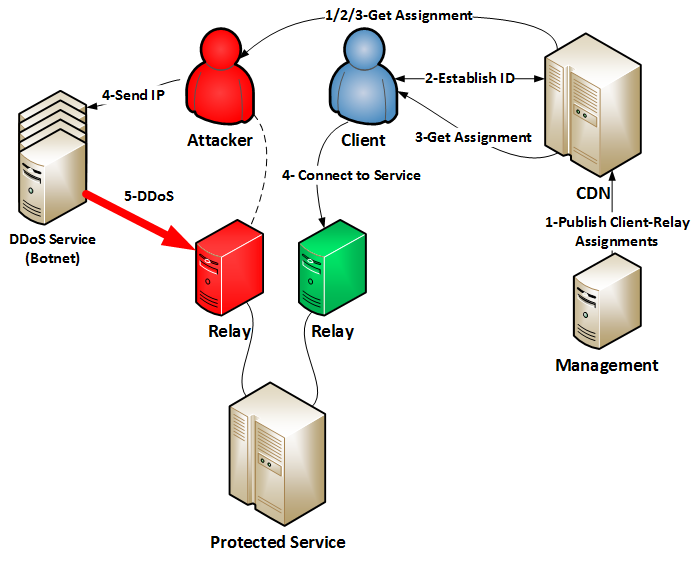 1/2/3-Get Assignment
4-Send IP
2-Establish ID
Attacker
Client
3-Get Assignment
4- Connect to Service
CDN
5-DDoS
1-Publish Client-Relay
Assignments
DDoS Service
(Botnet)
Relay
Relay
Management
Protected Service